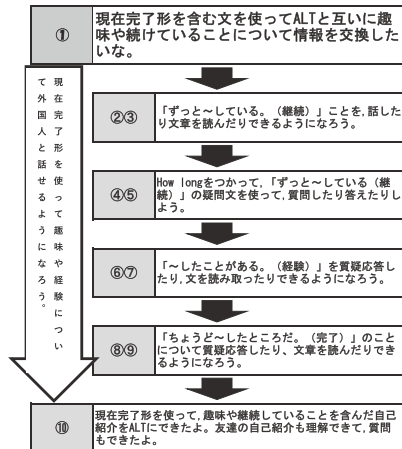 ①
現在完了形を含む文を使ってALTと互いに趣
味や続けていることについて情報を交換した
いな。
現在完了形を使って趣味や経験につい
て外国人と話せるようになろう。
②③
「ずっと～している。（継続）」ことを,話した
り文章を読んだりできるようになろう。
④⑤
How longをつかって,「ずっと～している（継
続）」の疑問文を使って,質問したり答えたりし
よう。
⑥⑦
「～したことがある。（経験）」を質疑応答し
たり,文を読み取ったりできるようになろう。
⑧⑨
「ちょうど～したところだ。（完了）」のこと
について質疑応答したり、文章を読んだりでき
るようになろう。
⑩
現在完了形を使って,趣味や継続していることを含んだ自己
紹介をALTにできたよ。友達の自己紹介も理解できて,質問
もできたよ。